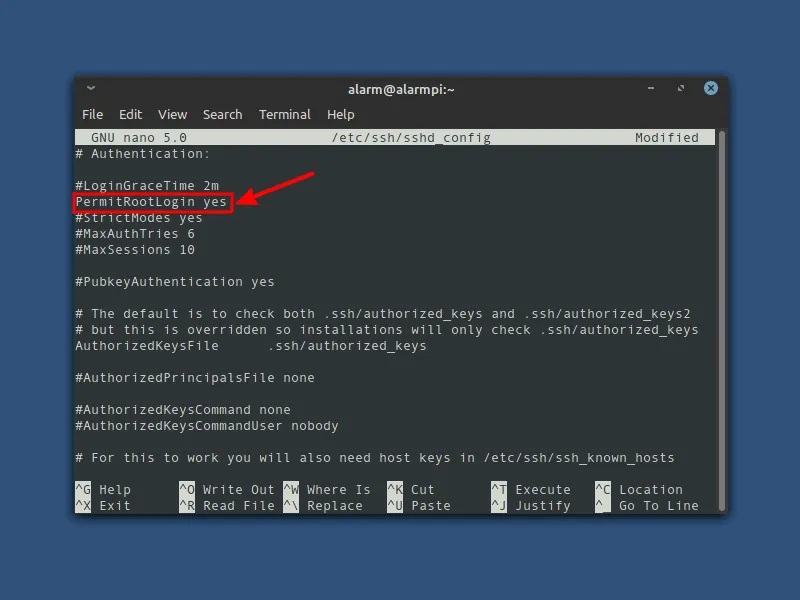 alarm@alarmpi:~
File Edit View Search Terminal Help
GNU nano 5.0 /etc/ssh/sshd_config Modified
# Authentication:
#LoginGraceTime 2m
PermitRootLogin yes
#StrictModes yes
#MaxAuthTries 6
#MaxSessions 10
#PubkeyAuthentication yes
# The default is to check both .ssh/authorized_keys and .ssh/authorized_keys2
# but this is overridden so installations will only check .ssh/authorized_keys
AuthorizedKeysFile .ssh/authorized_keys
#AuthorizedPrincipalsFile none
#AuthorizedKeysCommand none
#AuthorizedKeysCommandUser nobody
# For this to work you will also need host keys in /etc/ssh/ssh_known_hosts
^G Help ^O Write Out ^W Where Is ^K Cut ^T Execute ^C Location
^X Exit ^R Read File ^\ Replace ^U Paste ^J Justify ^_ Go To Line